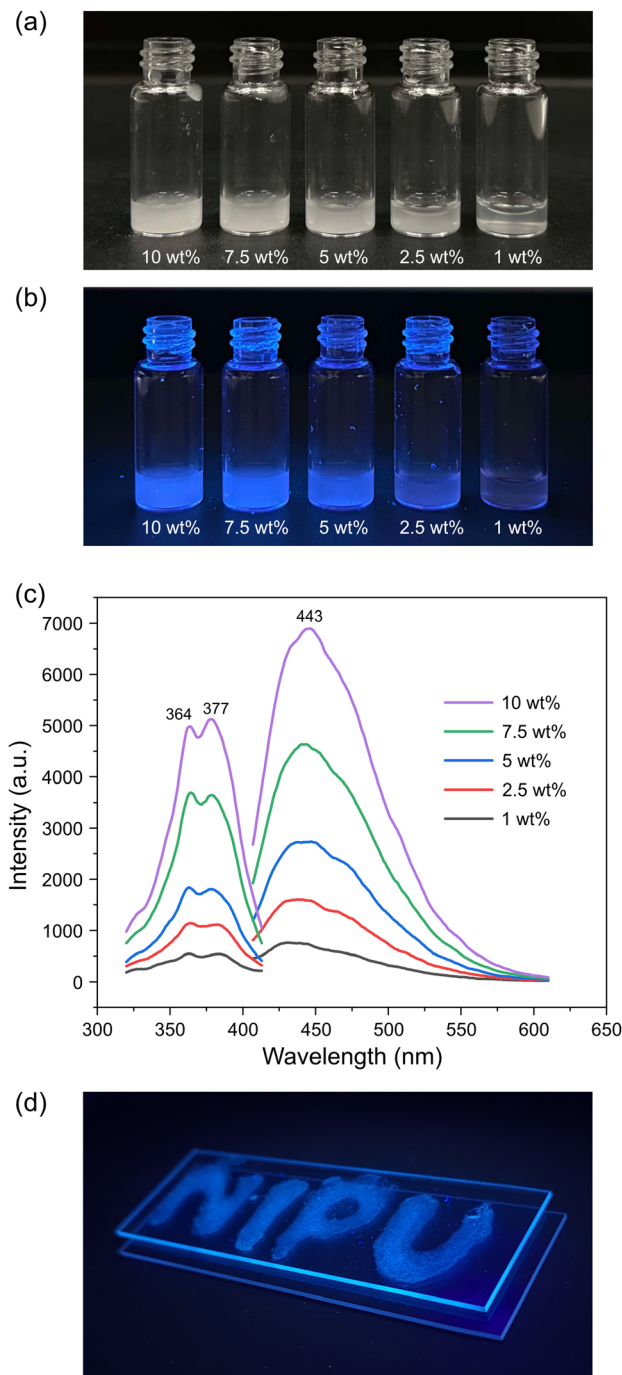 (a)
10 wt% 7.5 wt% 5 wt% 2.5 wt% 1 wt%
(b)
10 wt% 7.5 wt% 5 wt% 2.5 wt% 1 wt%
(c)
7000
6000
5000
4000
3000
2000
1000
0
Intensity (a.u.)
364
377
443
10 wt%
7.5 wt%
5 wt%
2.5 wt%
1 wt%
300 350 400 450 500 550 600 650
Wavelength (nm)
(d)
NIPU